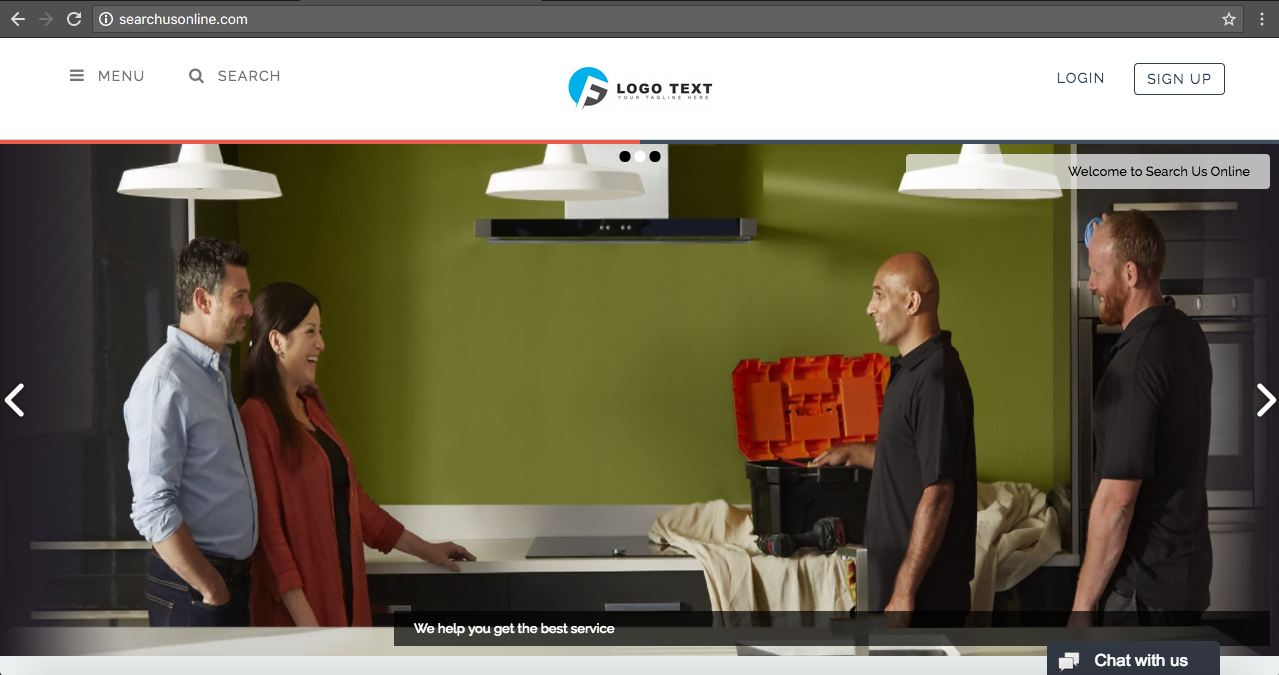 searchusonline.com
MENU
SEARCH
LOGO TEXT
YOUR TAGLINE HERE
LOGIN
SIGN UP
Welcome to Search Us Online
We help you get the best service
Chat with us